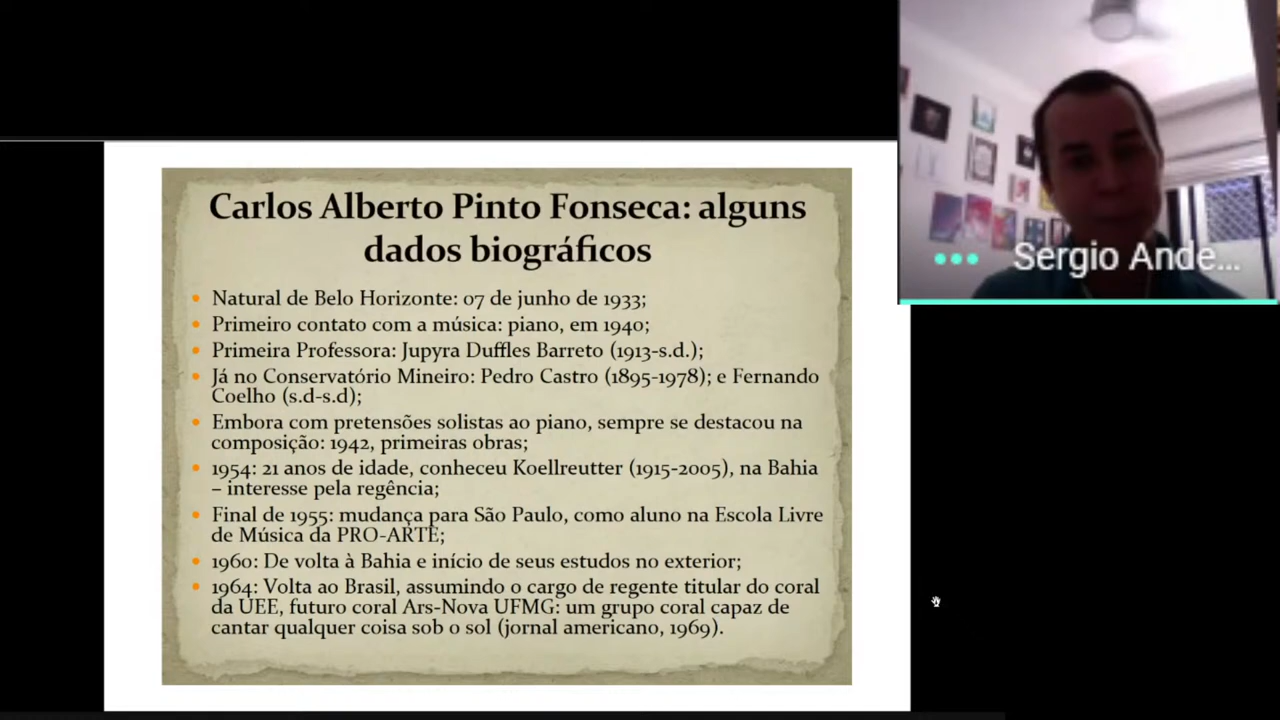 Carlos Alberto Pinto Fonseca: alguns
dados biográficos
Natural de Belo Horizonte: 07 de junho de 1933;
Primeiro contato com a música: piano, em 1940;
Primeira Professora: Jupyra Duffles Barreto (1913-s.d.);
Já no Conservatório Mineiro: Pedro Castro (1895-1978); e Fernando
Coelho (s.d-s.d);
Embora com pretensões solistas ao piano, sempre se destacou na
composição: 1942, primeiras obras;
1954: 21 anos de idade, conheceu Koellreutter (1915-2005), na Bahia
– interesse pela regência;
Final de 1955: mudança para São Paulo, como aluno na Escola Livre
de Música da PRO-ARTE;
1960: De volta à Bahia e início de seus estudos no exterior;
1964: Volta ao Brasil, assumindo o cargo de regente titular do coral
da UEE, futuro coral Ars-Nova UFMG: um grupo coral capaz de
cantar qualquer coisa sob o sol (jornal americano, 1969).
Sergio Ande...